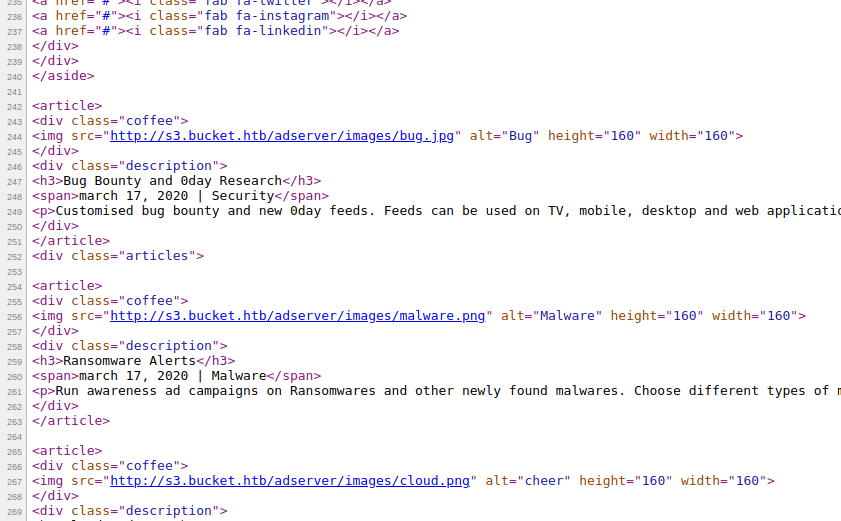 235 <a href="#"><i class="fab fa-twitter"></i></a>
236 <a href="#"><i class="fab fa-instagram"></i></a>
237 <a href="#"><i class="fab fa-linkedin"></i></a>
238 </div>
239 </div>
240 </aside>
241
242 <article>
243 <div class="coffee">
244 <img src="http://s3.bucket.htb/adserver/images/bug.jpg" alt="Bug" height="160" width="160">
245 </div>
246 <div class="description">
247 <h3>Bug Bounty and 0day Research</h3>
248 <span>march 17, 2020 | Security</span>
249 <p>Customised bug bounty and new 0day feeds. Feeds can be used on TV, mobile, desktop and web applicatio
250 </div>
251 </article>
252 <div class="articles">
253
254 <article>
255 <div class="coffee">
256 <img src="http://s3.bucket.htb/adserver/images/malware.png" alt="Malware" height="160" width="160">
257 </div>
258 <div class="description">
259 <h3>Ransomware Alerts</h3>
260 <span>march 17, 2020 | Malware</span>
261 <p>Run awareness ad campaigns on Ransomwares and other newly found malwares. Choose different types of m
262 </div>
263 </article>
264
265 <article>
266 <div class="coffee">
267 <img src="http://s3.bucket.htb/adserver/images/cloud.png" alt="cheer" height="160" width="160">
268 </div>
269 <div class="description">